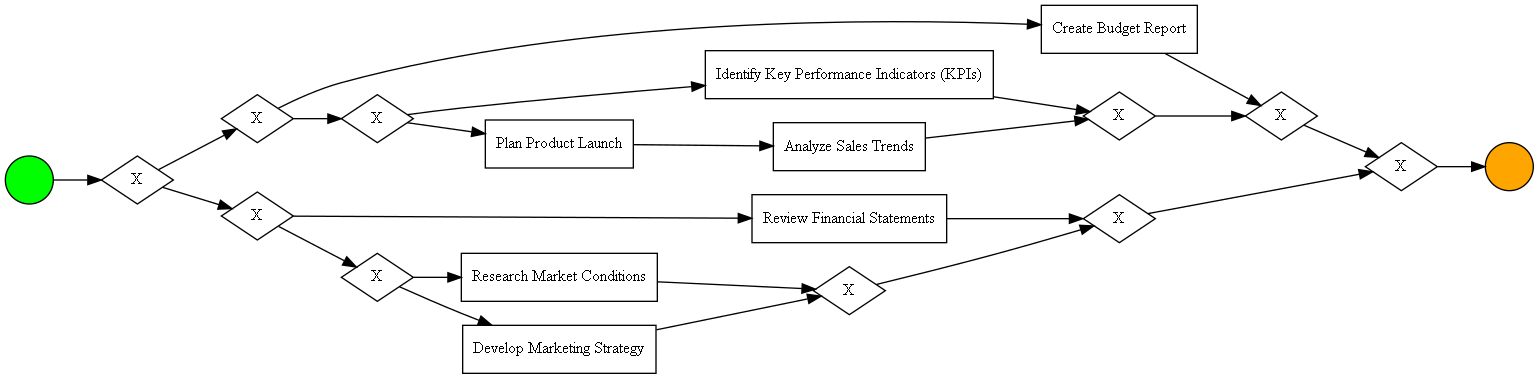 Create Budget Report
Identify Key Performance Indicators (KPIs)
X
X
X
X
Plan Product Launch
Analyze Sales Trends
X
X
X
Review Financial Statements
X
X
Research Market Conditions
X
Develop Marketing Strategy